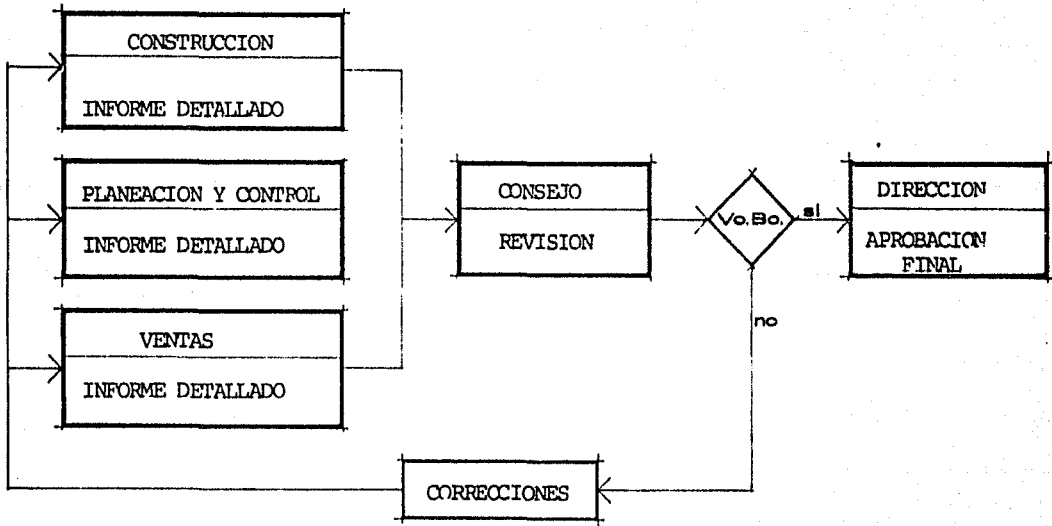 CONSTRUCCION
INFORME DETALLADO
PLANEACION Y CONTROL
INFORME DETALLADO
VENTAS
INFORME DETALLADO
CONSEJO
REVISION
Vo.Bo.
si
no
DIRECCION
APROBACION
FINAL
CORRECCIONES